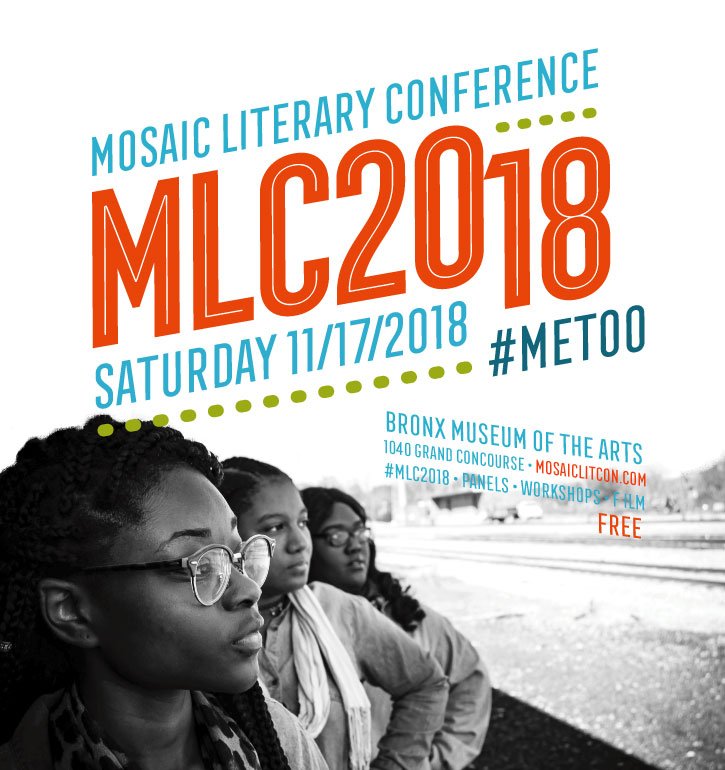 MOSAIC LITERARY CONFERENCE
MLC2018
SATURDAY 11/17/2018
#METOO
BRONX MUSEUM OF THE ARTS
1040 GRAND CONCOURSE • MOSAICLITCON.COM
#MLC2018 • PANELS • WORKSHOPS • FILM
FREE